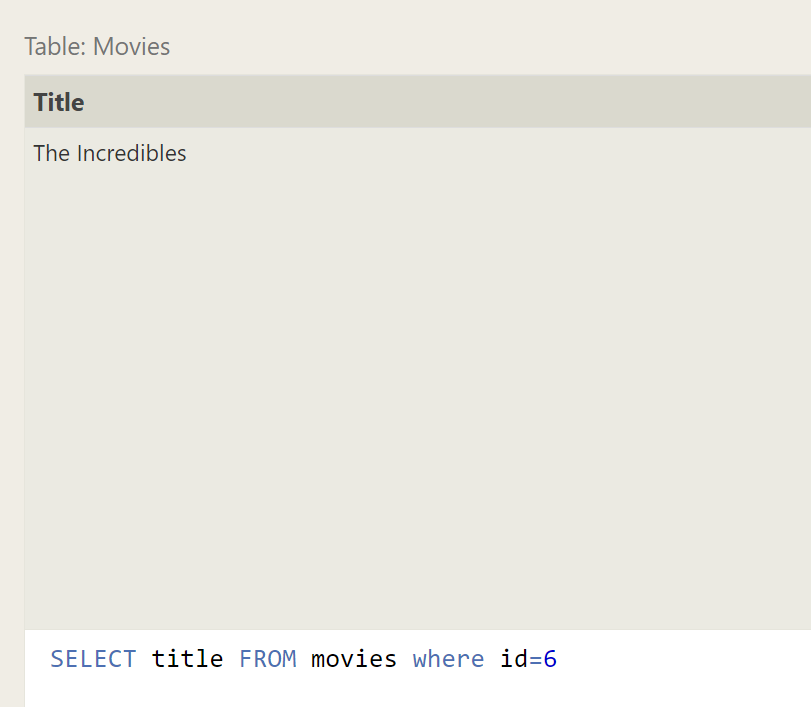 Table: Movies
Title
The Incredibles
SELECT title FROM movies where id=6